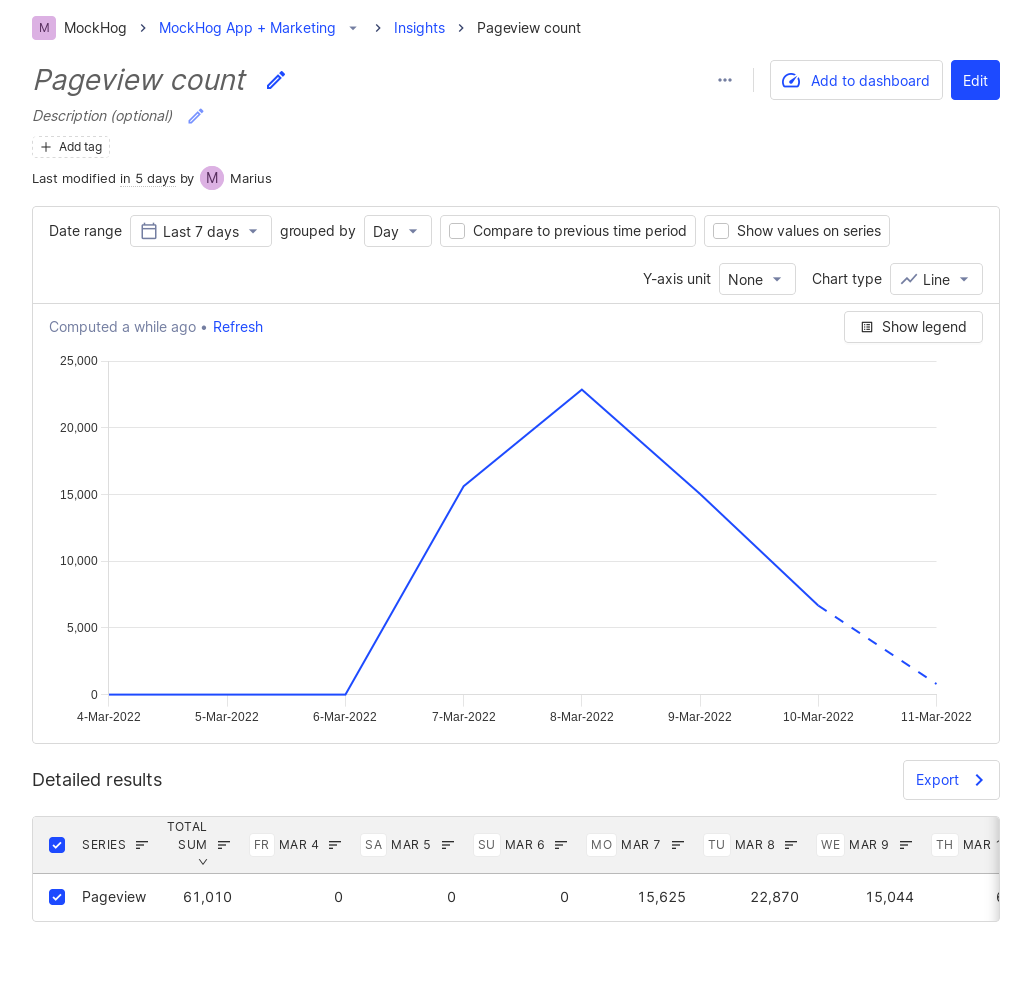 M MockHog MockHog App + Marketing Insights Pageview count
Pageview count
Add to dashboard Edit
Description (optional)
Add tag
Last modified in 5 days by M Marius
Date range Last 7 days grouped by Day Compare to previous time period Show values on series
Y-axis unit None Chart type Line
Computed a while ago • Refresh Show legend
25,000
20,000
15,000
10,000
5,000
0
4-Mar-2022 5-Mar-2022 6-Mar-2022 7-Mar-2022 8-Mar-2022 9-Mar-2022 10-Mar-2022 11-Mar-2022
Detailed results Export
SERIES TOTAL SUM FR MAR 4 SA MAR 5 SU MAR 6 MO MAR 7 TU MAR 8 WE MAR 9 TH MAR
Pageview 61,010 0 0 0 15,625 22,870 15,044